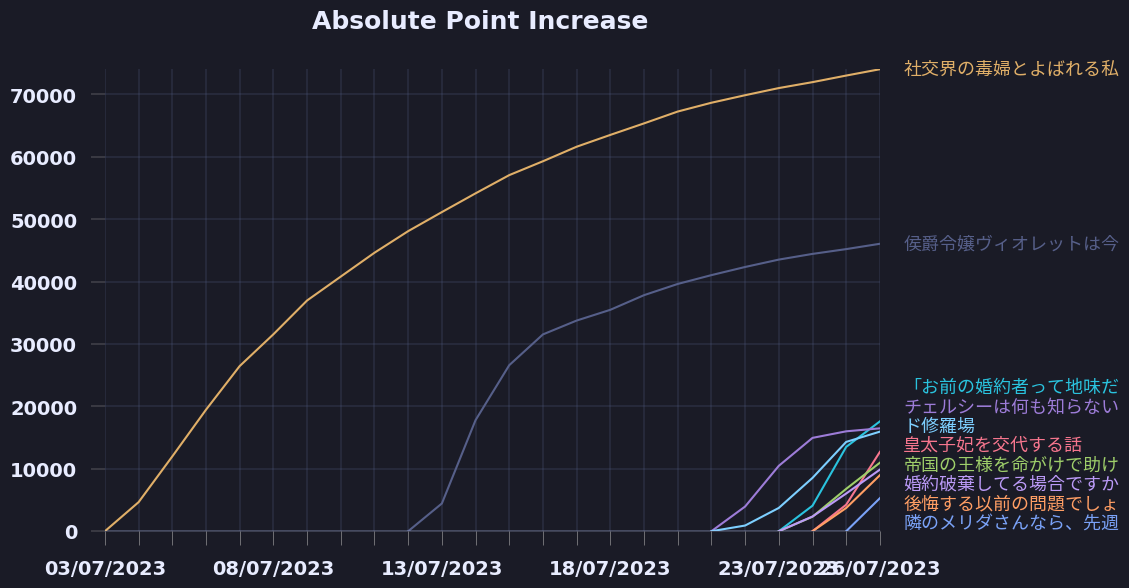 Absolute Point Increase
70000
60000
50000
40000
30000
20000
10000
0
社交界の毒婦とよばれる私
侯爵令嬢ヴィオレットは今
「お前の婚約者って地味だ
チェルシーは何も知らない
ド修羅場
皇太子妃を交代する話
帝国の王様を命がけで助け
婚約破棄してる場合ですか
後悔する以前の問題でしょ
隣のメリダさんなら、先週
03/07/2023
08/07/2023
13/07/2023
18/07/2023
23/07/2023
26/07/2023